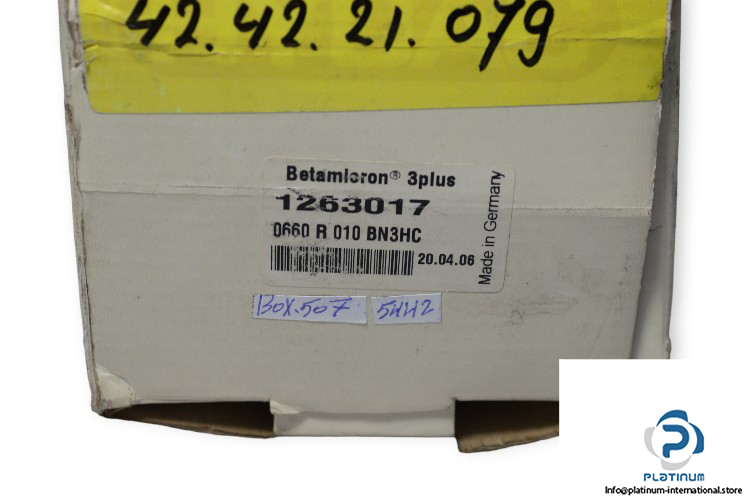 42.42.21.079
Betamicron® 3plus
1263017
0660 R 010 BN3HC
20.04.06
Made in Germany
BOX.507
5442
PLATINUM
Info@platinum-international.store